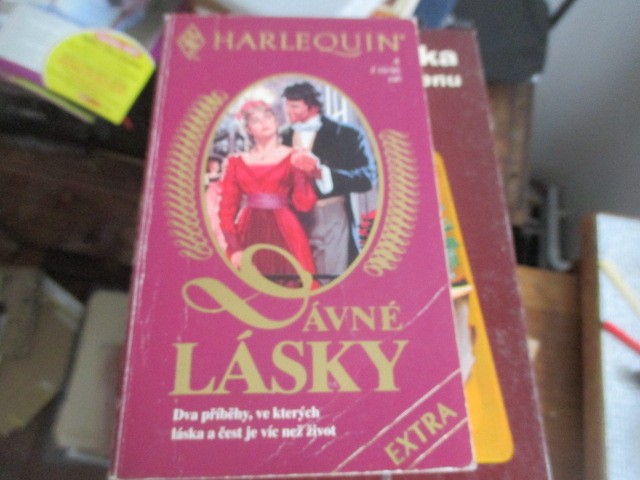 HARLEQUIN®
DÁVNÉ
LÁSKY
Dva příběhy, ve kterých
láska a čest je víc než život
EXTRA